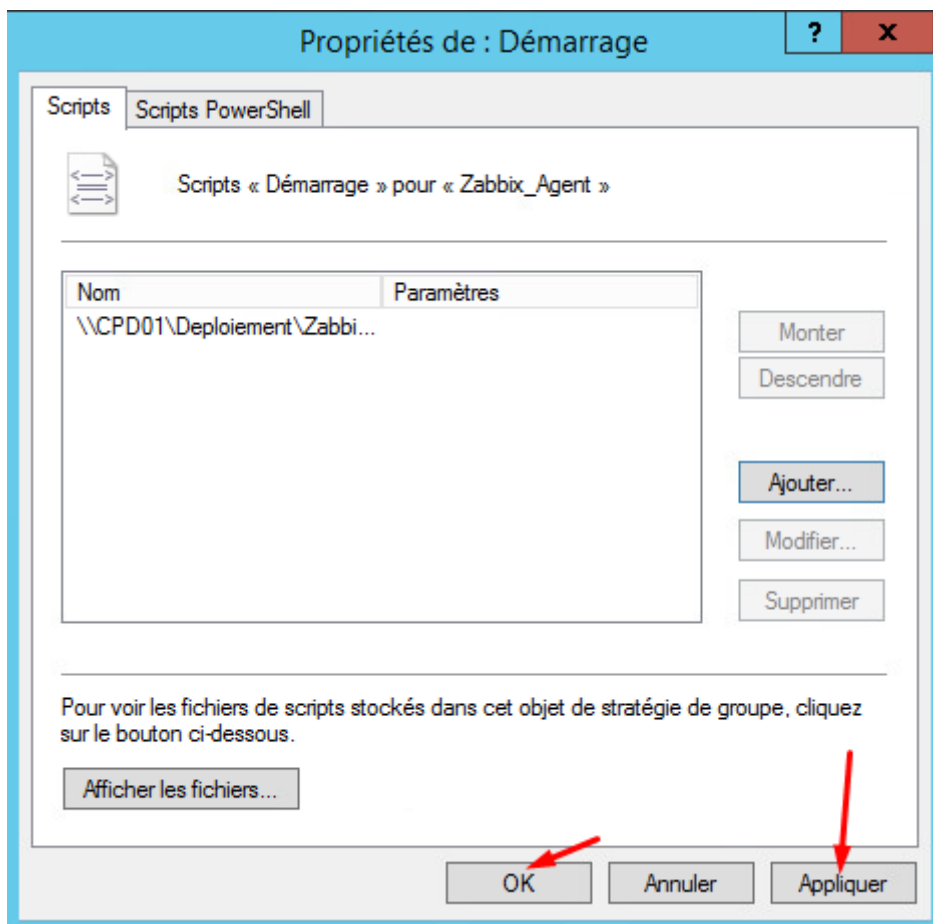 Propriétés de : Démarrage
?
x
Scripts
Scripts PowerShell
Scripts « Démarrage » pour « Zabbix_Agent »
Nom
Paramètres
\\CPD01\Deploiement\Zabbi...
Monter
Descendre
Ajouter...
Modifier...
Supprimer
Pour voir les fichiers de scripts stockés dans cet objet de stratégie de groupe, cliquez
sur le bouton ci-dessous.
Afficher les fichiers...
OK
Annuler
Appliquer